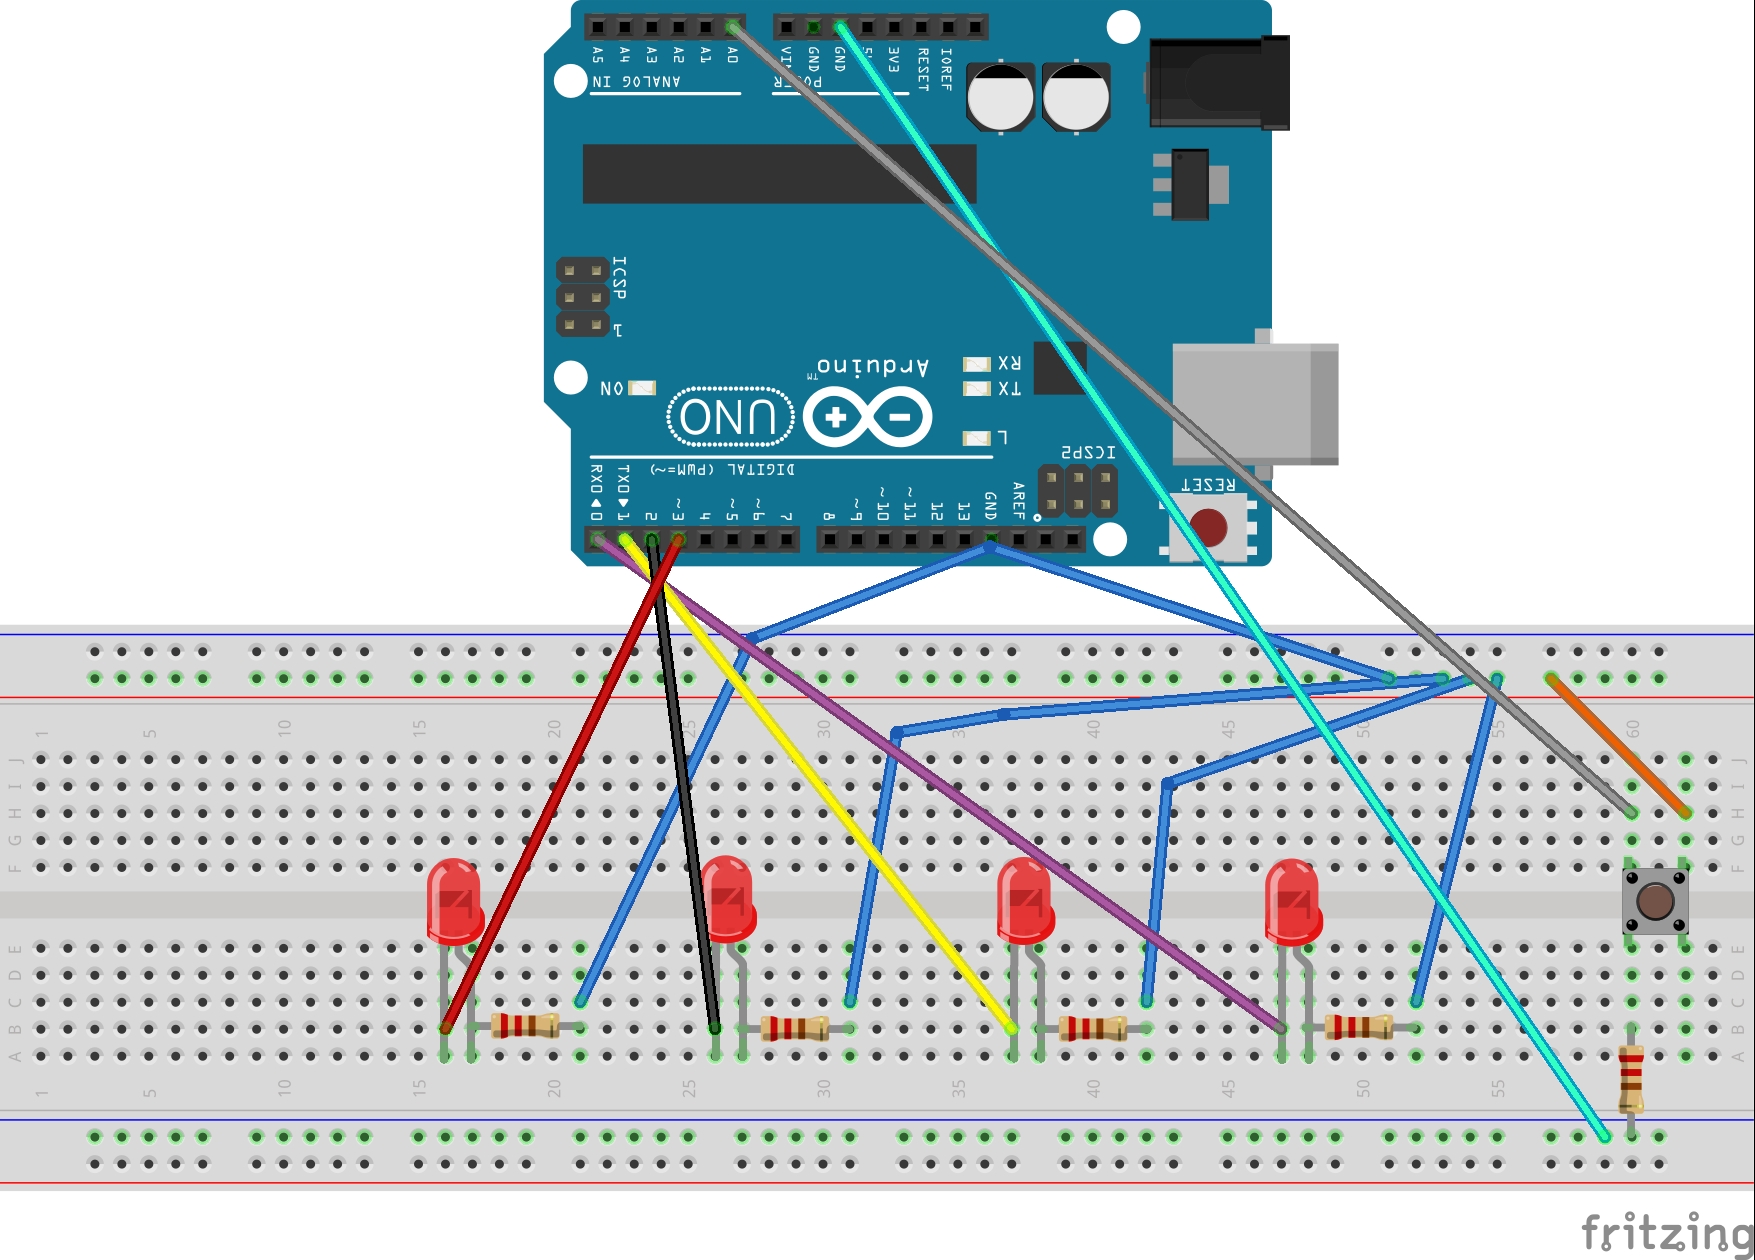 A5 A4 A3 A2 A1 A0 VIN GND GND 5V 3V3 RESET IOREF
ANALOG IN POWER
ICSP
1
Arduino
TM
RX
TX
ON
UNO
L
ICSP2
DIGITAL (PWM=~)
RESET
RX0 TX0
0 1 2 ~3 4 ~5 ~6 7 8 ~9 ~10 ~11 12 13 GND AREF
1 5 10 15 20 25 30 35 40 45 50 55 60
J J
I I
H H
G G
F F
E E
D D
C C
B B
A A
1 5 10 15 20 25 30 35 40 45 50 55
fritzing